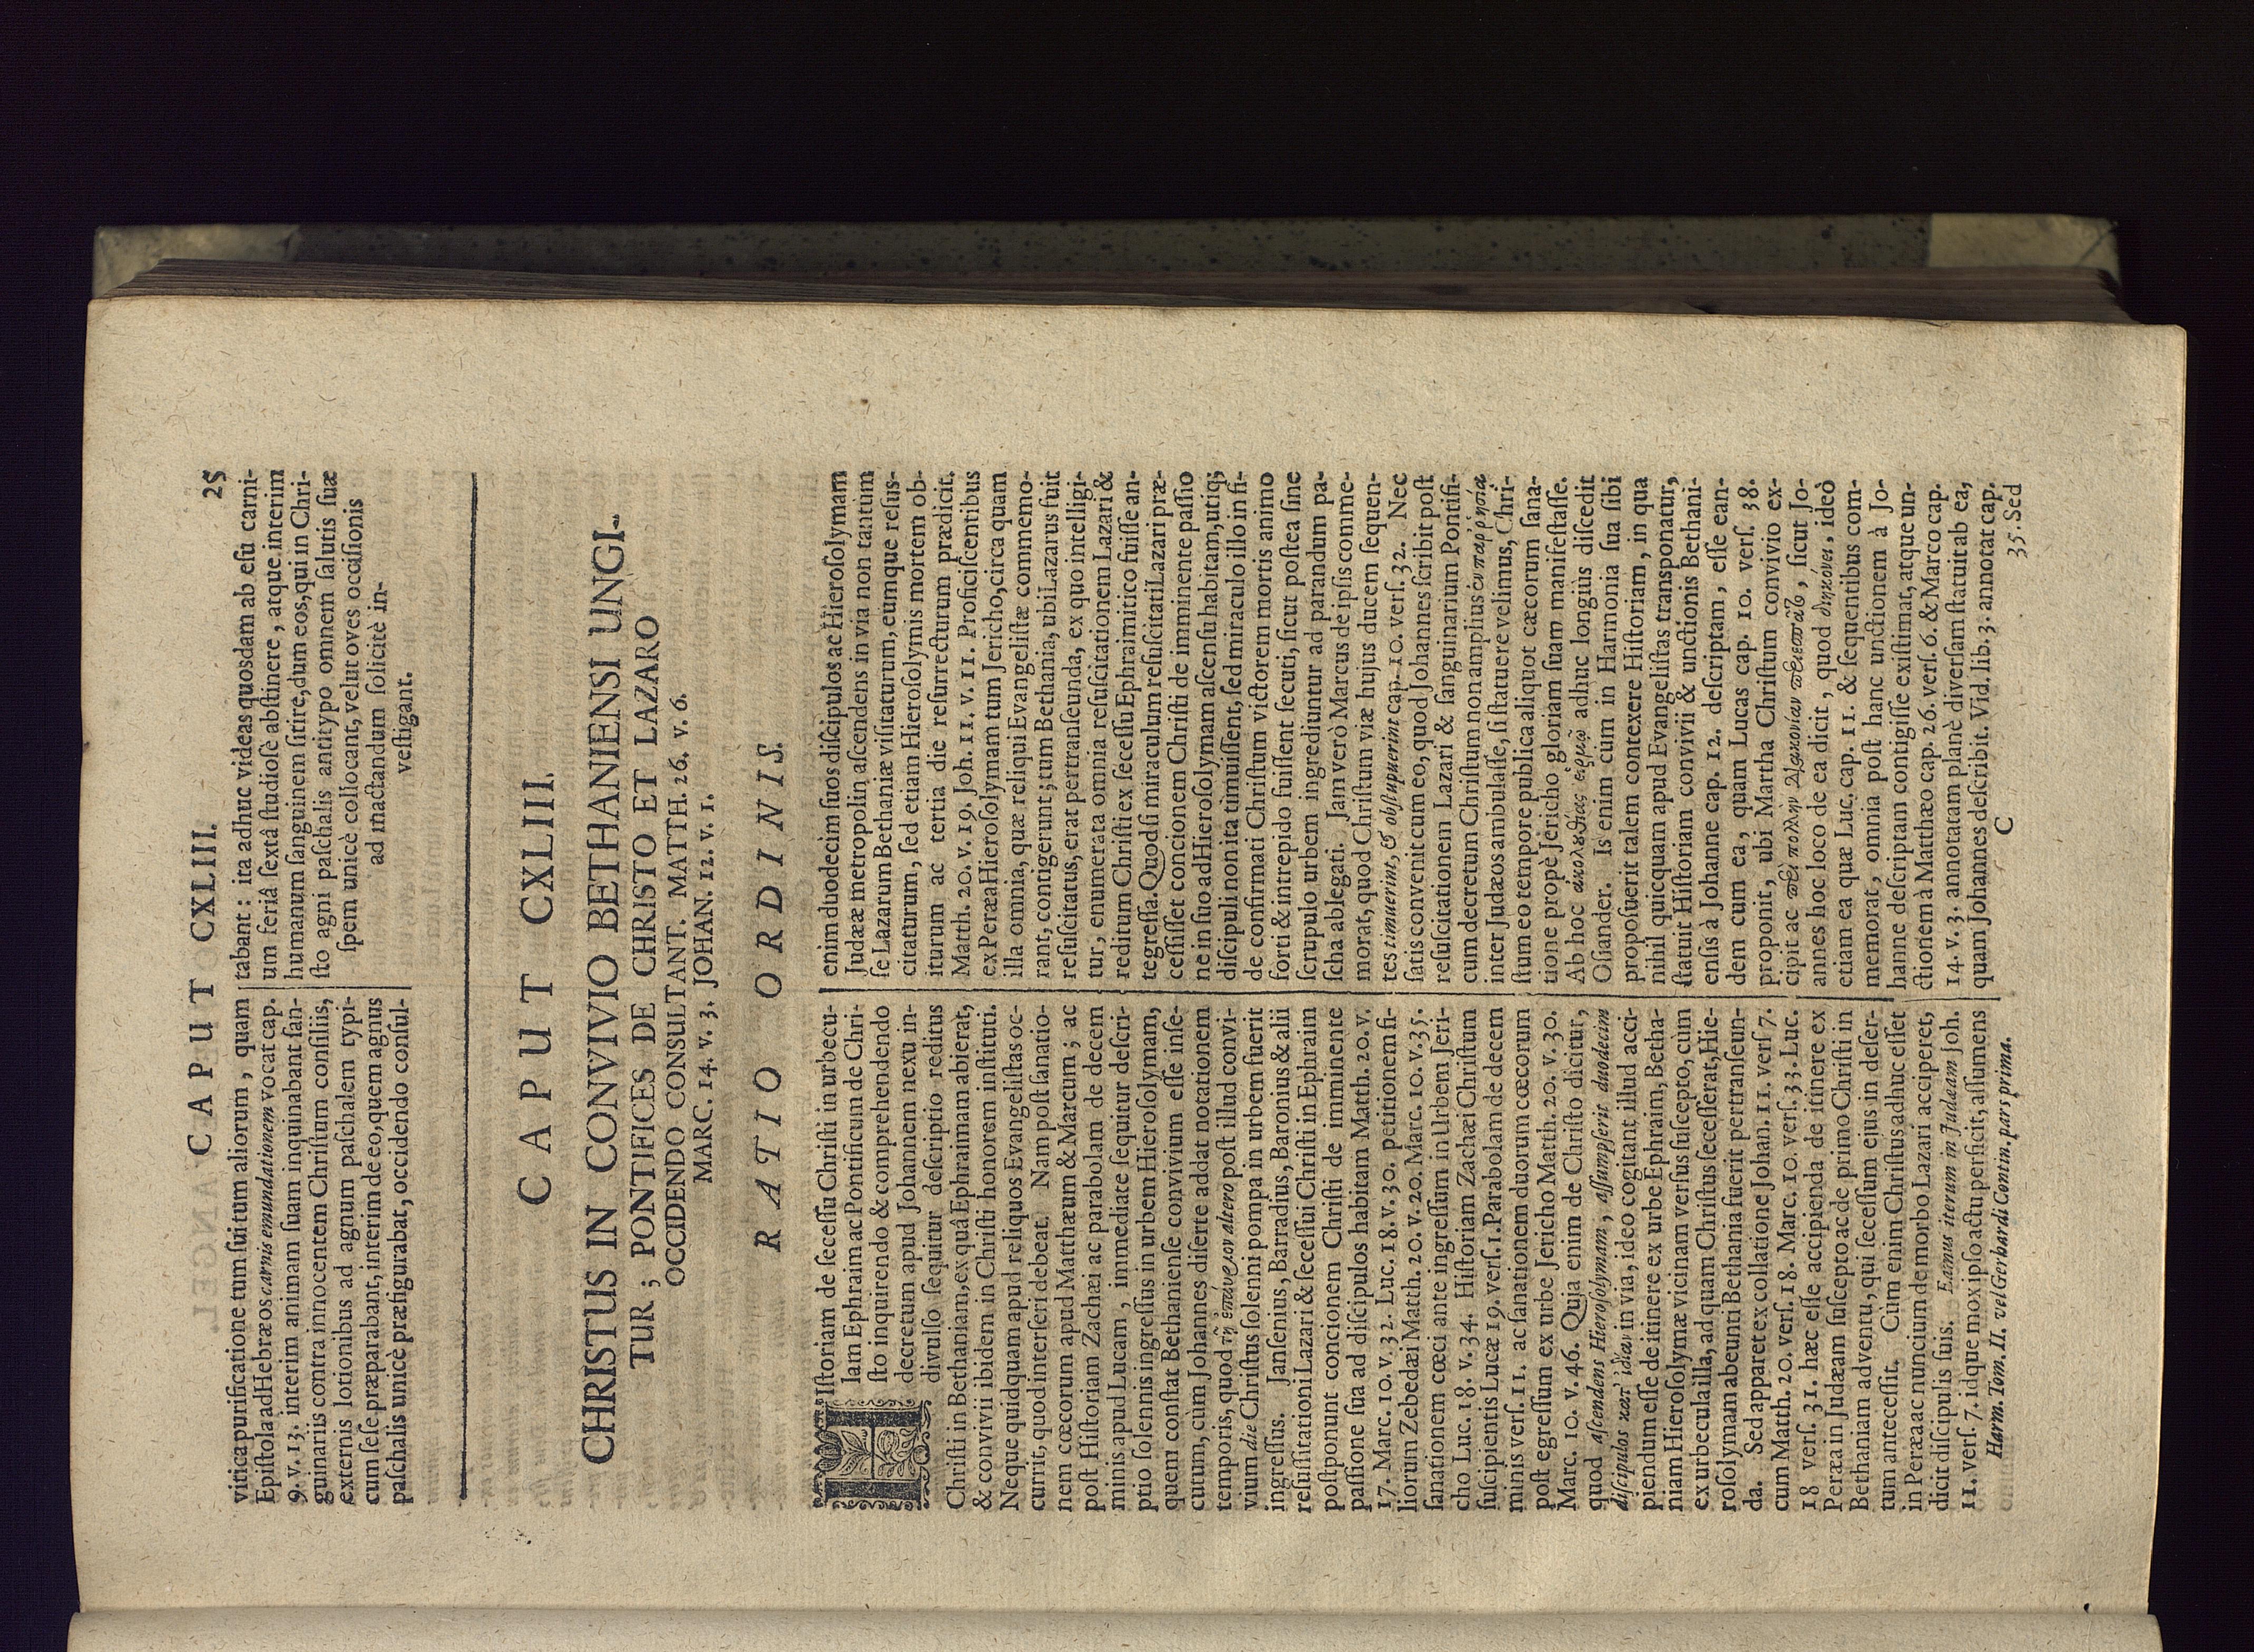 CAPUT CXLIII. 25
vitica purificatione tum ſuitum aliorum, quam
Epiſtola ad Hebræos carnis emundationem vocat cap.
9. v. 13. interim animam ſuam inquinabant ſan-
guinariis contra innocentem Chriſtum conſiliis,
externis lotionibus ad agnum paſchalem typi-
cum ſeſe præparabant, interim de eo, quem agnus
paſchalis unicè præfigurabat, occidendo conſul-
tabant: ita adhuc videas quosdam ab eſu carni-
um feriâ ſextâ ſtudioſè abſtinere, atque interim
humanum ſanguinem ſitire, dum eos, qui in Chri-
ſto agni paſchalis antitypo omnem ſalutis ſuæ
ſpem unicè collocant, velut oves occiſionis
ad mactandum ſolicitè in-
veſtigant.
CAPUT CXLIII.
CHRISTUS IN CONVIVIO BETHANIENSI UNGI-
TUR; PONTIFICES DE CHRISTO ET LAZARO
OCCIDENDO CONSULTANT. MATTH. 26. v. 6.
MARC. 14. v. 3. JOHAN. 12. v. 1.
RATIO ORDINIS.
HIſtoriam de ſeceſſu Chriſti in urbecu-
lam Ephraim ac Pontificum de Chri-
ſto inquirendo & comprehendendo
decretum apud Johannem nexu in-
divulſo ſequitur deſcriptio reditus
Chriſti in Bethaniam, ex quâ Ephraimam abierat,
& convivii ibidem in Chriſti honorem inſtituti.
Neque quidquam apud reliquos Evangeliſtas oc-
currit, quod interſeri debeat. Nam poſt ſanatio-
nem cœcorum apud Matthæum & Marcum; ac
poſt Hiſtoriam Zachæi ac parabolam de decem
minis apud Lucam, immediate ſequitur deſcri-
ptio ſolennis ingreſſus in urbem Hieroſolymam,
quem conſtat Bethanienſe convivium eſſe inſe-
cutum, cùm Johannes diſerte addat notationem
temporis, quod τῇ ἐπαύριον altero poſt illud convi-
vium die Chriſtus ſolenni pompa in urbem fuerit
ingreſſus. Janſenius, Barradius, Baronius & alii
reſuſſitationi Lazari & ſeceſſui Chriſti in Ephraim
poſtponunt concionem Chriſti de imminente
paſſione ſua ad diſcipulos habitam Matth. 20. v.
17. Marc. 10. v. 32. Luc. 18. v. 30. petitionem fi-
liorum Zebedæi Matth. 20. v. 20. Marc. 10. v. 35.
ſanationem cœci ante ingreſſum in Urbem Jeri-
cho Luc. 18. v. 34. Hiſtoriam Zachæi Chriſtum
ſuſcipientis Lucæ 19. verſ. 1. Parabolam de decem
minis verſ. 11. ac ſanationem duorum cœcorum
poſt egreſſum ex urbe Jericho Matth. 20. v. 30.
Marc. 10. v. 46. Quia enim de Chriſto dicitur,
quod aſcendens Hieroſolymam, aſſumpſerit duodecim
diſcipulos κατ᾽ ἰδίαν in via, ideo cogitant illud acci-
piendum eſſe de itinere ex urbe Ephraim, Betha-
niam Hieroſolymæ vicinam verſus ſuſcepto, cùm
ex urbecula illa, ad quam Chriſtus ſeceſſerat, Hie-
roſolymam abeunti Bethania fuerit pertranſeun-
da. Sed apparet ex collatione Johan. 11. verſ 7.
cum Matth. 20. verſ. 18. Marc. 10. verſ. 33. Luc.
18 verſ. 31. hæc eſſe accipienda de itinere ex
Peræa in Judæam ſuſcepto ac de primo Chriſti in
Bethaniam adventu, qui ſeceſſum ejus in deſer-
tum anteceſſit. Cùm enim Chriſtus adhuc eſſet
in Peræa ac nuncium de morbo Lazari acciperet,
dicit diſcipulis ſuis. Eamus iterum in Judæam Joh.
11. verſ. 7. idque mox ipſo actu perficit, aſſumens
Harm. Tom. II. vel Gerhardi Contin. pars prima.
enim duodecim ſuos diſcipulos ac Hieroſolymam
Judææ metropolin aſcendens in via non tantum
ſe Lazarum Bethaniæ viſitaturum, eumque reſus-
citaturum, ſed etiam Hieroſolymis mortem ob-
iturum ac tertia die reſurrecturum prædicit.
Matth. 20. v. 19. Joh. 11. v. 11. Proficiſcentibus
ex Peræa Hieroſolymam tum Jericho, circa quam
illa omnia, quæ reliqui Evangeliſtæ commemo-
rant, contigerunt; tum Bethania, ubi Lazarus fuit
reſuſcitatus, erat pertranſeunda, ex quo intelligi-
tur, enumerata omnia reſuſcitationem Lazari &
reditum Chriſti ex ſeceſſu Ephraimitico fuiſſe an-
tegreſſa. Quodſi miraculum reſuſcitati Lazari præ-
ceſſiſſet concionem Chriſti de imminente paſſio
ne in ſuo ad Hieroſolymam aſcenſu habitam, utiq;
diſcipuli non ita timuiſſent, ſed miraculo illo in fi-
de confirmati Chriſtum victorem mortis animo
forti & intrepido fuiſſent ſecuti, ſicut poſtea ſine
ſcrupulo urbem ingrediuntur ad parandum pa-
ſcha ablegati. Jam verò Marcus de ipſis comme-
morat, quod Chriſtum viæ hujus ducem ſequen-
tes timuerint, & obſtupuerint cap. 10. verſ. 32. Nec
ſatis convenit cum eo, quod Johannes ſcribit poſt
reſuſcitationem Lazari & ſanguinarium Pontifi-
cum decretum Chriſtum non amplius ἐν παῤῥησίᾳ
inter Judæos ambulaſſe, ſi ſtatuere velimus, Chri-
ſtum eo tempore publica aliquot cæcorum ſana-
tione propè Jericho gloriam ſuam manifeſtaſſe.
Ab hoc ἀκολουθίας εἱρμῷ adhuc longiùs diſcedit
Oſiander. Is enim cùm in Harmonia ſua ſibi
propoſuerit talem contexere Hiſtoriam, in qua
nihil quicquam apud Evangeliſtas transponatur,
ſtatuit Hiſtoriam convivii & unctionis Bethani-
enſis à Johanne cap. 12. deſcriptam, eſſe ean-
dem cum ea, quam Lucas cap. 10. verſ. 38.
proponit, ubi Martha Chriſtum convivio ex-
cipit ac περὶ πολλὴν διακονίαν περιεσπᾶτο, ſicut Jo-
annes hoc loco de ea dicit, quod διηκόνει, ideò
etiam ea quæ Luc. cap. 11. & ſequentibus com-
memorat, omnia poſt hanc unctionem à Jo-
hanne deſcriptam contigiſſe exiſtimat, atque un-
ctionem à Matthæo cap. 26. verſ. 6. & Marco cap.
14. v. 3. annotatam planè diverſam ſtatuit ab ea,
quam Johannes deſcribit. Vid. lib. 3. annotat cap.
C 35. Sed